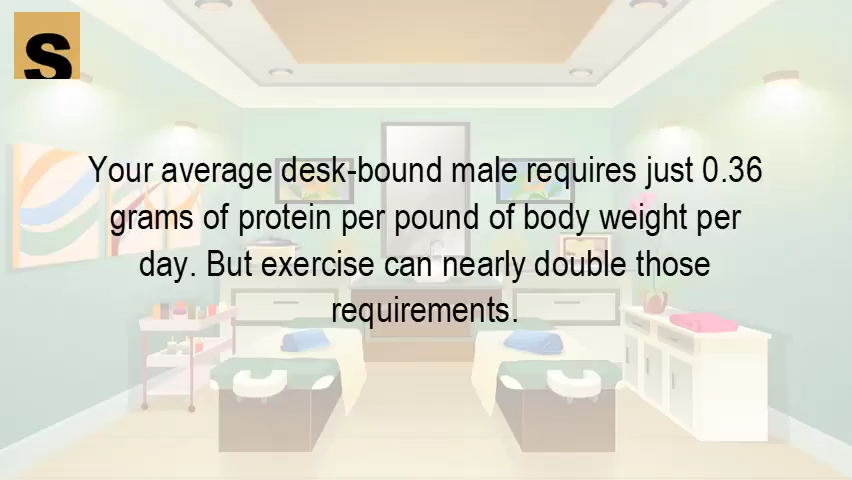 S
Your average desk-bound male requires just 0.36
grams of protein per pound of body weight per
day. But exercise can nearly double those
requirements.